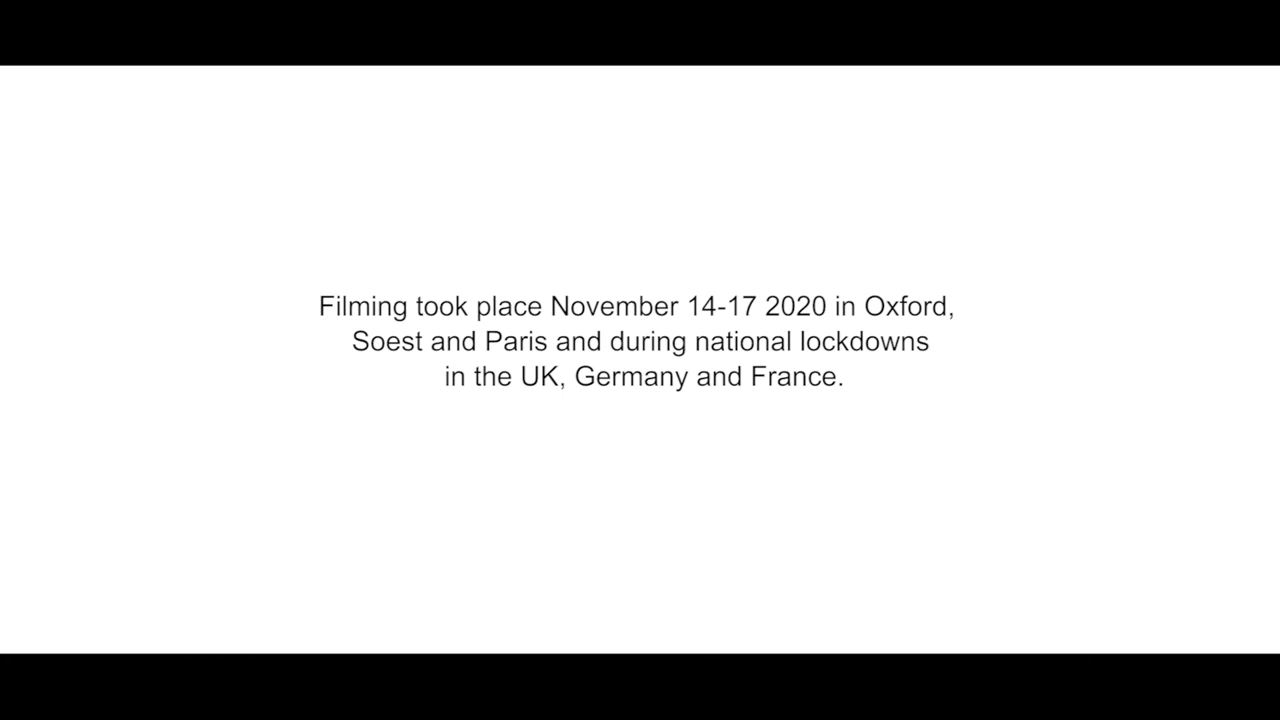 Filming took place November 14-17 2020 in Oxford,
Soest and Paris and during national lockdowns
in the UK, Germany and France.